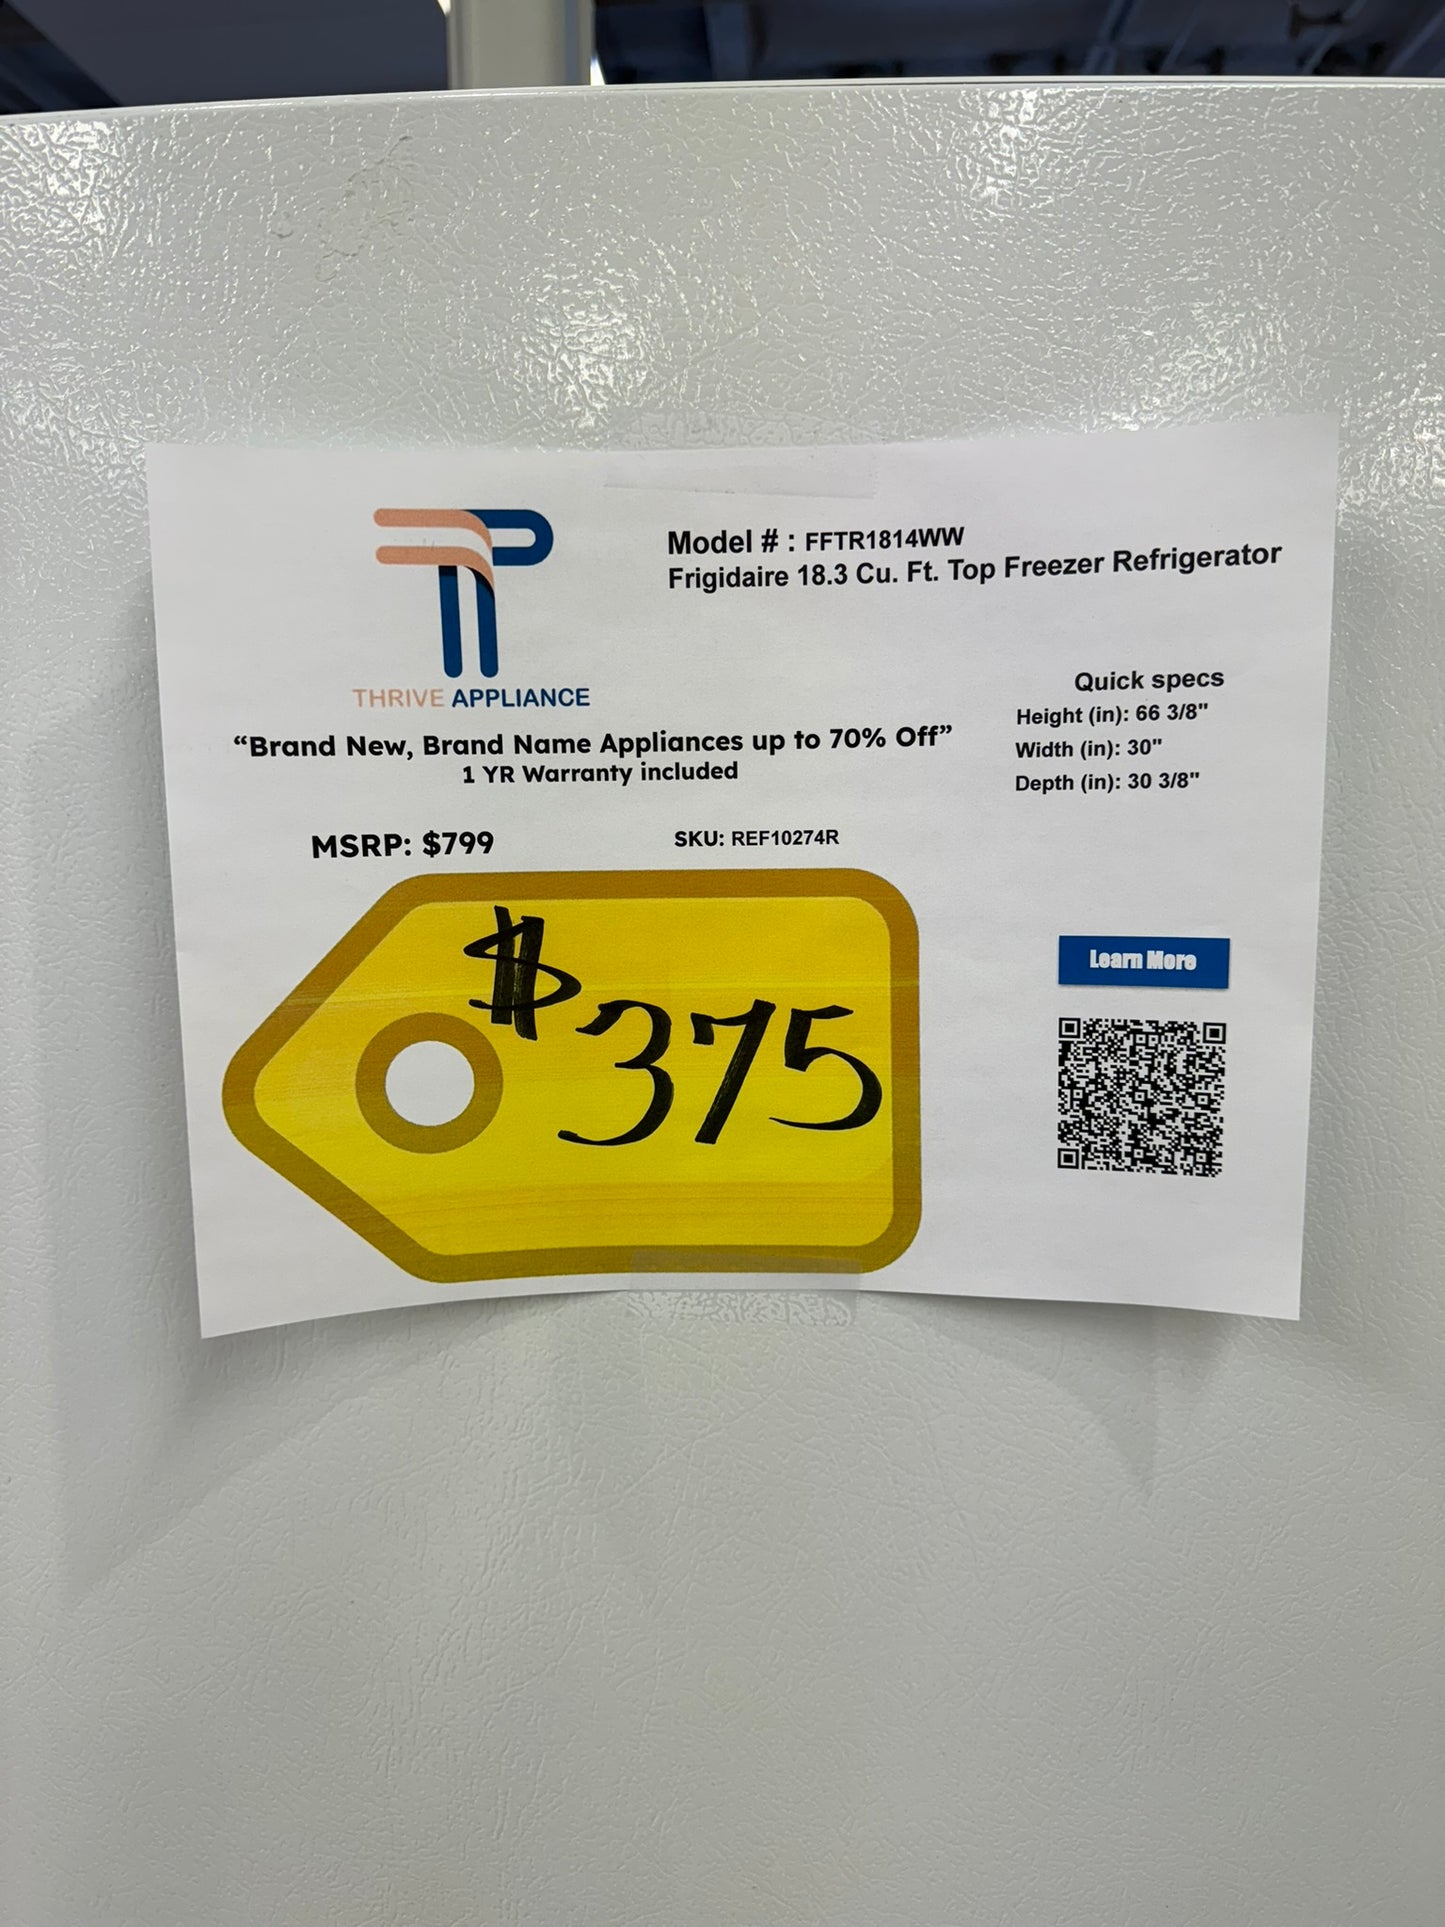 Model # : FFTR1814WW
Frigidaire 18.3 Cu. Ft. Top Freezer Refrigerator
THRIVE APPLIANCE
“Brand New, Brand Name Appliances up to 70% Off”
1 YR Warranty included
Quick specs
Height (in): 66 3/8"
Width (in): 30"
Depth (in): 30 3/8"
MSRP: $799
SKU: REF10274R
$375
Learn More